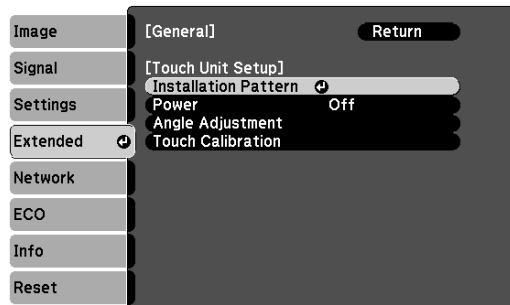 Image
Signal
Settings
Extended
Network
ECO
Info
Reset
[General] Return
[Touch Unit Setup]
Installation Pattern
Power Off
Angle Adjustment
Touch Calibration